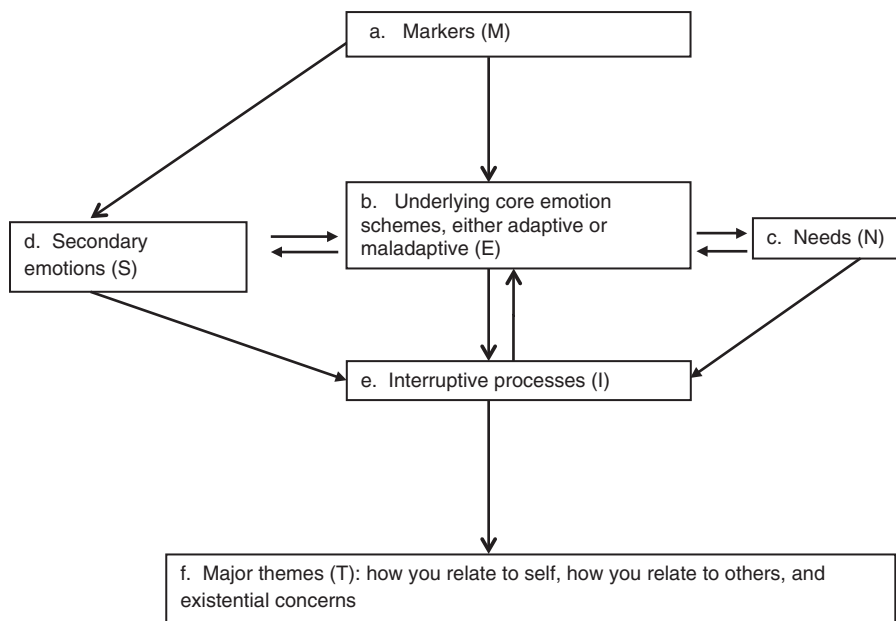 a. Markers (M)
b. Underlying core emotion
schemes, either adaptive or
maladaptive (E)
d. Secondary
emotions (S)
c. Needs (N)
e. Interruptive processes (I)
f. Major themes (T): how you relate to self, how you relate to others, and
existential concerns